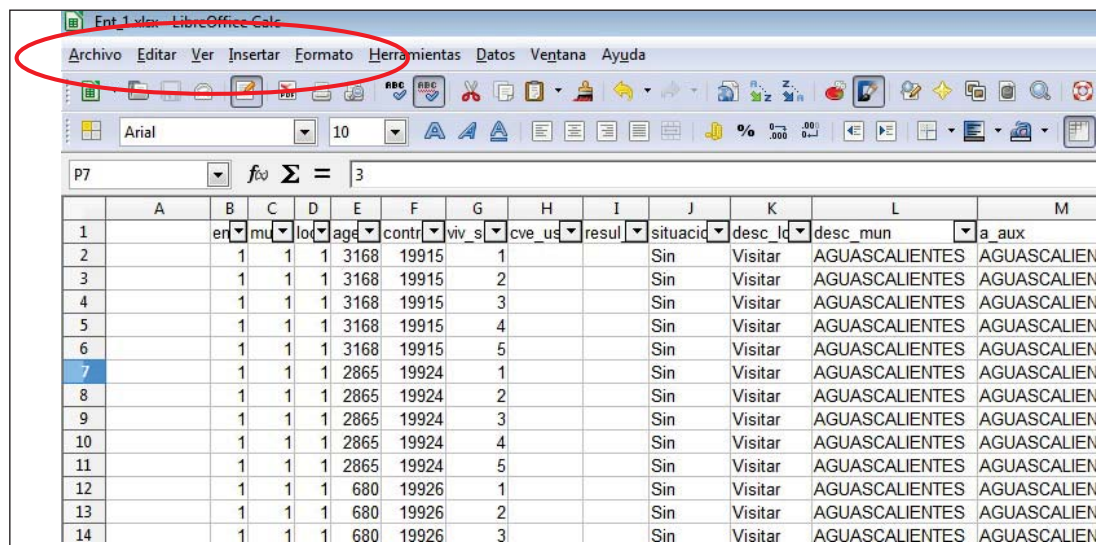 Ent_1.xlsx - LibreOffice Calc
Archivo Editar Ver Insertar Formato Herramientas Datos Ventana Ayuda
PDF ABC ABC
Arial 10 % .000 .000
P7 f(x) Σ = 3
A B C D E F G H I J K L M
1 en mu loc age contr viv_s cve_us resul_ situacio desc_lo desc_mun a_aux
2 1 1 1 3168 19915 1 Sin Visitar AGUASCALIENTES AGUASCALIEN
3 1 1 1 3168 19915 2 Sin Visitar AGUASCALIENTES AGUASCALIEN
4 1 1 1 3168 19915 3 Sin Visitar AGUASCALIENTES AGUASCALIEN
5 1 1 1 3168 19915 4 Sin Visitar AGUASCALIENTES AGUASCALIEN
6 1 1 1 3168 19915 5 Sin Visitar AGUASCALIENTES AGUASCALIEN
7 1 1 1 2865 19924 1 Sin Visitar AGUASCALIENTES AGUASCALIEN
8 1 1 1 2865 19924 2 Sin Visitar AGUASCALIENTES AGUASCALIEN
9 1 1 1 2865 19924 3 Sin Visitar AGUASCALIENTES AGUASCALIEN
10 1 1 1 2865 19924 4 Sin Visitar AGUASCALIENTES AGUASCALIEN
11 1 1 1 2865 19924 5 Sin Visitar AGUASCALIENTES AGUASCALIEN
12 1 1 1 680 19926 1 Sin Visitar AGUASCALIENTES AGUASCALIEN
13 1 1 1 680 19926 2 Sin Visitar AGUASCALIENTES AGUASCALIEN
14 1 1 1 680 19926 3 Sin Visitar AGUASCALIENTES AGUASCALIEN